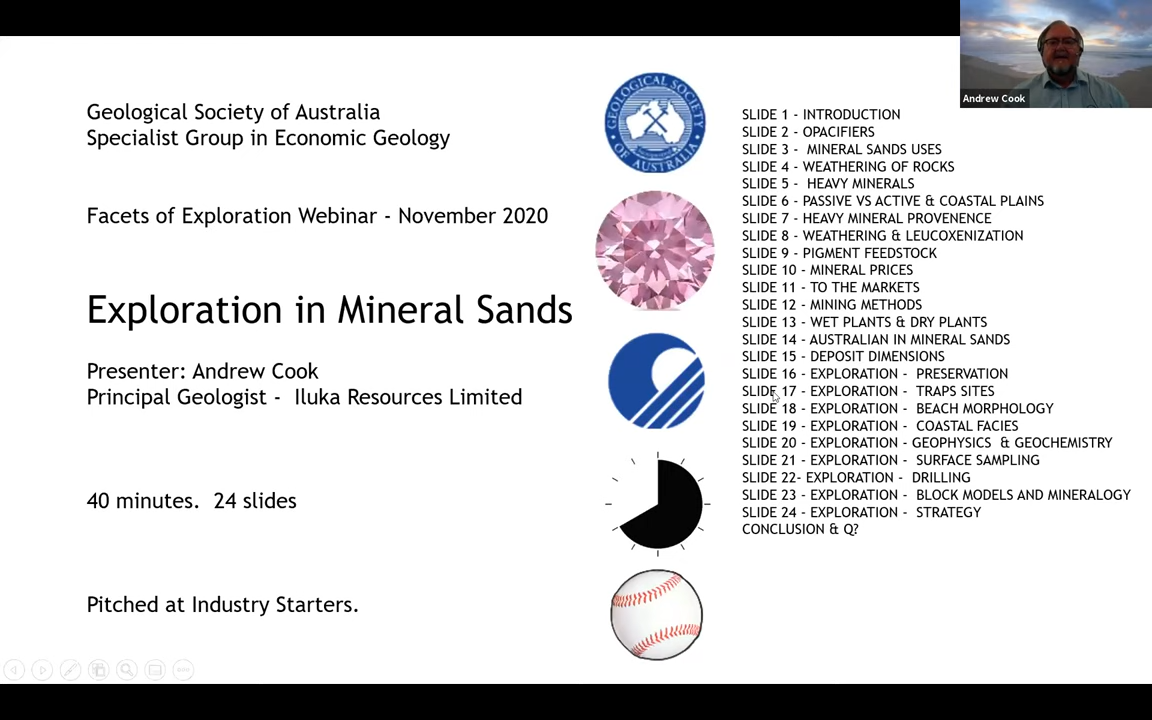 Geological Society of Australia
Specialist Group in Economic Geology
Facets of Exploration Webinar - November 2020
Exploration in Mineral Sands
Presenter: Andrew Cook
Principal Geologist - Iluka Resources Limited
40 minutes. 24 slides
Pitched at Industry Starters.
GEOLOGICAL SOCIETY
OF AUSTRALIA
SLIDE 1 - INTRODUCTION
SLIDE 2 - OPACIFIERS
SLIDE 3 - MINERAL SANDS USES
SLIDE 4 - WEATHERING OF ROCKS
SLIDE 5 - HEAVY MINERALS
SLIDE 6 - PASSIVE VS ACTIVE & COASTAL PLAINS
SLIDE 7 - HEAVY MINERAL PROVENENCE
SLIDE 8 - WEATHERING & LEUCOXENIZATION
SLIDE 9 - PIGMENT FEEDSTOCK
SLIDE 10 - MINERAL PRICES
SLIDE 11 - TO THE MARKETS
SLIDE 12 - MINING METHODS
SLIDE 13 - WET PLANTS & DRY PLANTS
SLIDE 14 - AUSTRALIAN IN MINERAL SANDS
SLIDE 15 - DEPOSIT DIMENSIONS
SLIDE 16 - EXPLORATION - PRESERVATION
SLIDE 17 - EXPLORATION - TRAPS SITES
SLIDE 18 - EXPLORATION - BEACH MORPHOLOGY
SLIDE 19 - EXPLORATION - COASTAL FACIES
SLIDE 20 - EXPLORATION - GEOPHYSICS & GEOCHEMISTRY
SLIDE 21 - EXPLORATION - SURFACE SAMPLING
SLIDE 22- EXPLORATION - DRILLING
SLIDE 23 - EXPLORATION - BLOCK MODELS AND MINERALOGY
SLIDE 24 - EXPLORATION - STRATEGY
CONCLUSION & Q?
Andrew Cook